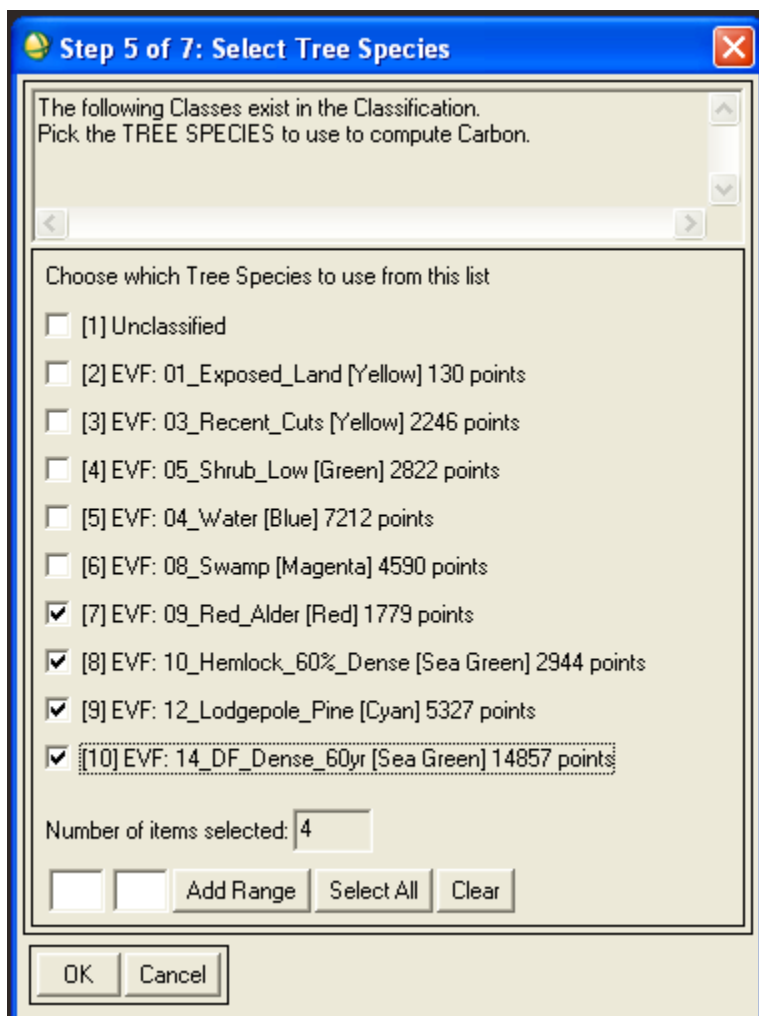 Step 5 of 7: Select Tree Species
The following Classes exist in the Classification.
Pick the TREE SPECIES to use to compute Carbon.
Choose which Tree Species to use from this list
[1] Unclassified
[2] EVF: 01_Exposed_Land [Yellow] 130 points
[3] EVF: 03_Recent_Cuts [Yellow] 2246 points
[4] EVF: 05_Shrub_Low [Green] 2822 points
[5] EVF: 04_Water [Blue] 7212 points
[6] EVF: 08_Swamp [Magenta] 4590 points
[7] EVF: 09_Red_Alder [Red] 1779 points
[8] EVF: 10_Hemlock_60%_Dense [Sea Green] 2944 points
[9] EVF: 12_Lodgepole_Pine [Cyan] 5327 points
[10] EVF: 14_DF_Dense_60yr [Sea Green] 14857 points
Number of items selected: 4
Add Range Select All Clear
OK Cancel